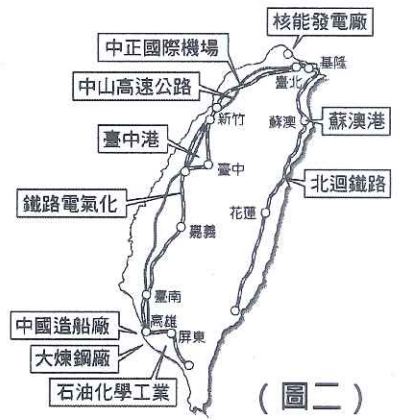 核能發電廠
中正國際機場
基隆
臺北
中山高速公路
新竹
蘇澳
蘇澳港
臺中港
臺中
北迴鐵路
鐵路電氣化
花蓮
嘉義
臺南
中國造船廠
高雄
屏東
大煉鋼廠
石油化學工業
(圖二)